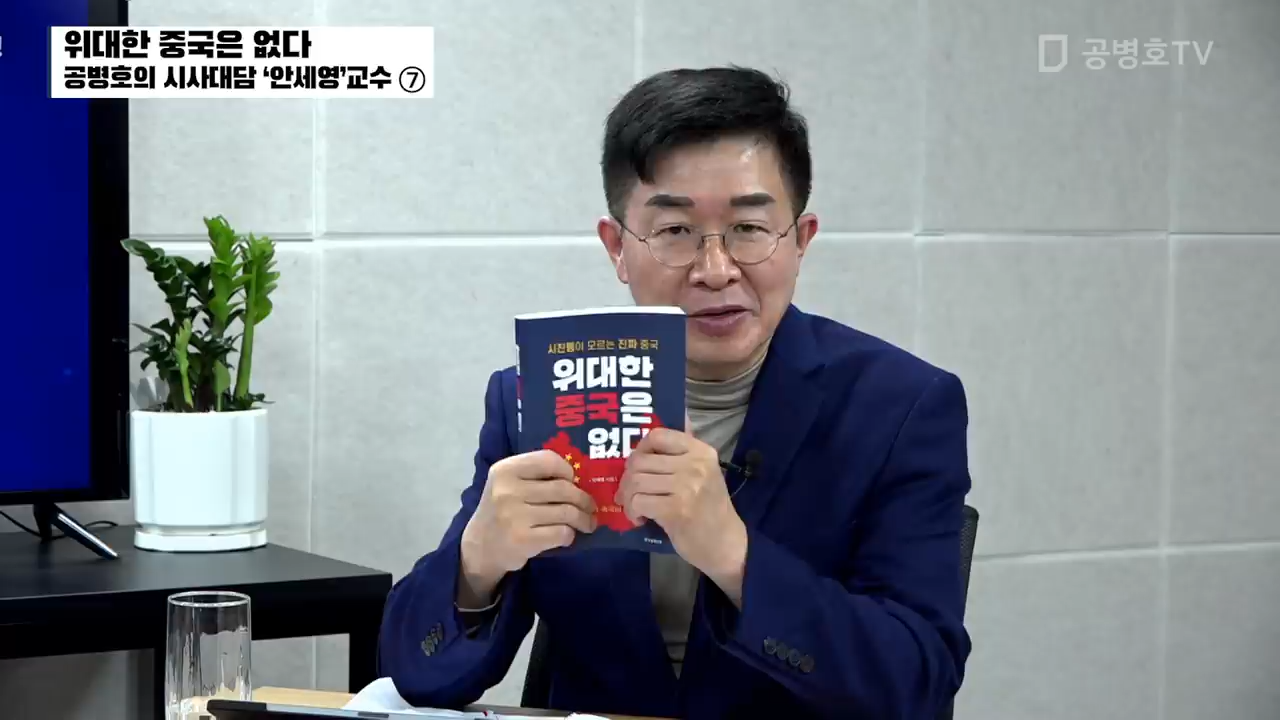 위대한 중국은 없다
공병호의 시사대담 ‘안세영’교수 ⑦
공병호TV
시진핑이 모르는 진짜 중국
위대한
중국은
없다